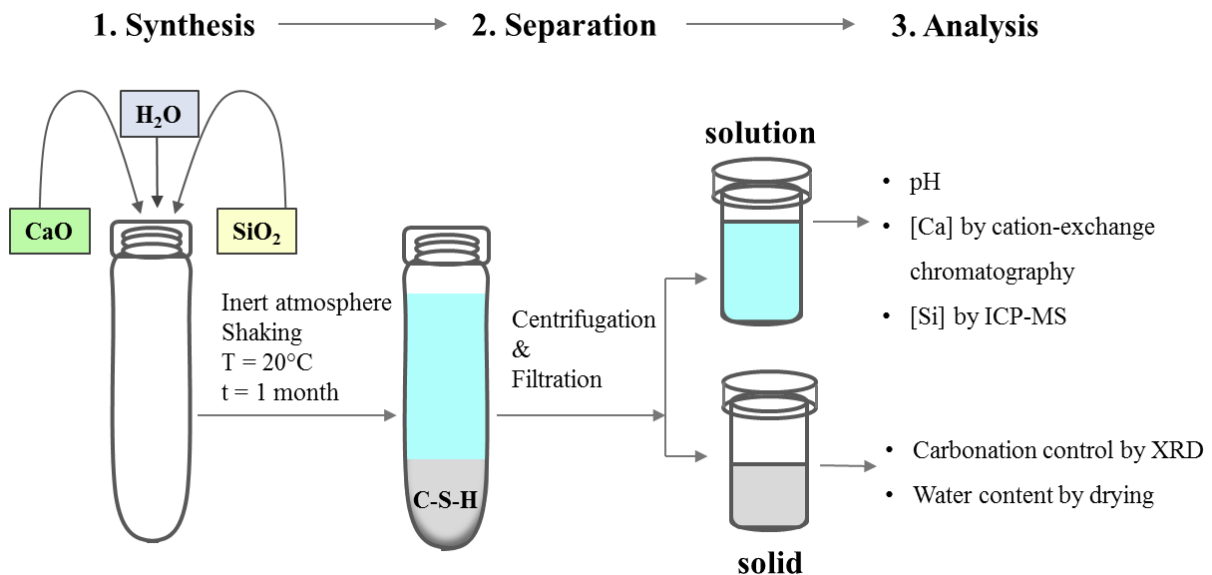 1. Synthesis
2. Separation
3. Analysis
H₂O
CaO
SiO₂
Inert atmosphere
Shaking
T = 20°C
t = 1 month
C-S-H
Centrifugation
&
Filtration
solution
• pH
• [Ca] by cation-exchange
chromatography
• [Si] by ICP-MS
• Carbonation control by XRD
• Water content by drying
solid